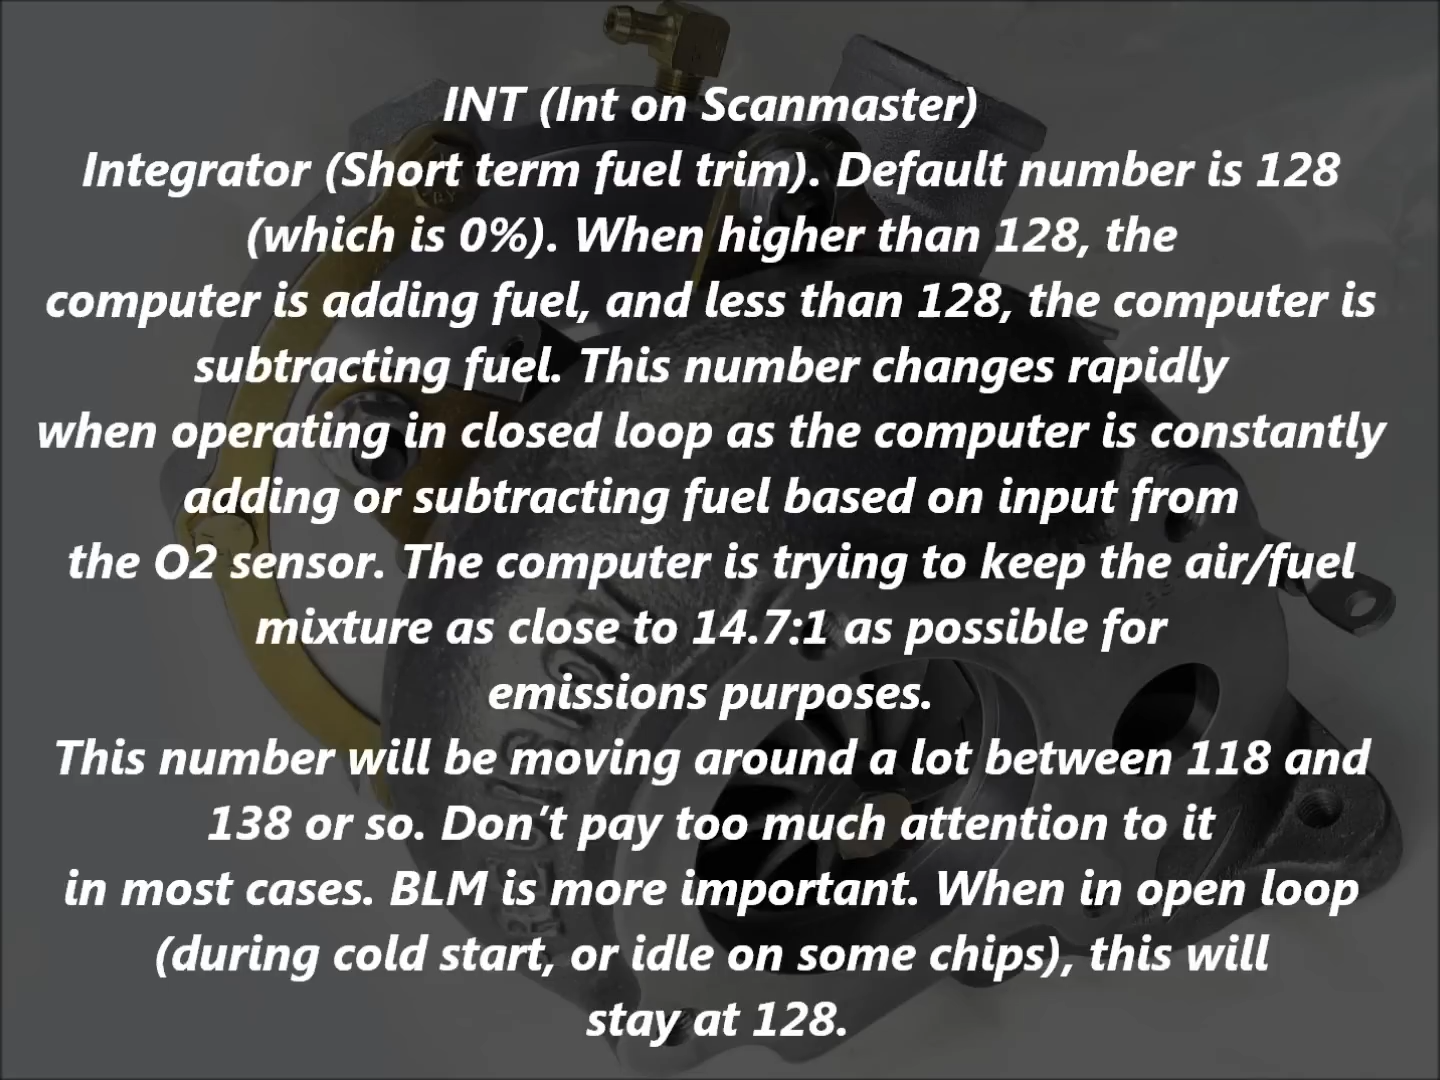 INT (Int on Scanmaster)
Integrator (Short term fuel trim). Default number is 128
(which is 0%). When higher than 128, the
computer is adding fuel, and less than 128, the computer is
subtracting fuel. This number changes rapidly
when operating in closed loop as the computer is constantly
adding or subtracting fuel based on input from
the O2 sensor. The computer is trying to keep the air/fuel
mixture as close to 14.7:1 as possible for
emissions purposes.
This number will be moving around a lot between 118 and
138 or so. Don’t pay too much attention to it
in most cases. BLM is more important. When in open loop
(during cold start, or idle on some chips), this will
stay at 128.